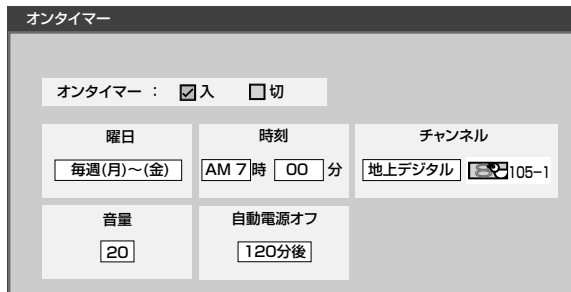 オンタイマー
オンタイマー : 入 切
曜日 時刻 チャンネル
毎週(月)〜(金) AM 7時 00 分 地上デジタル 105-1
音量 自動電源オフ
20 120分後